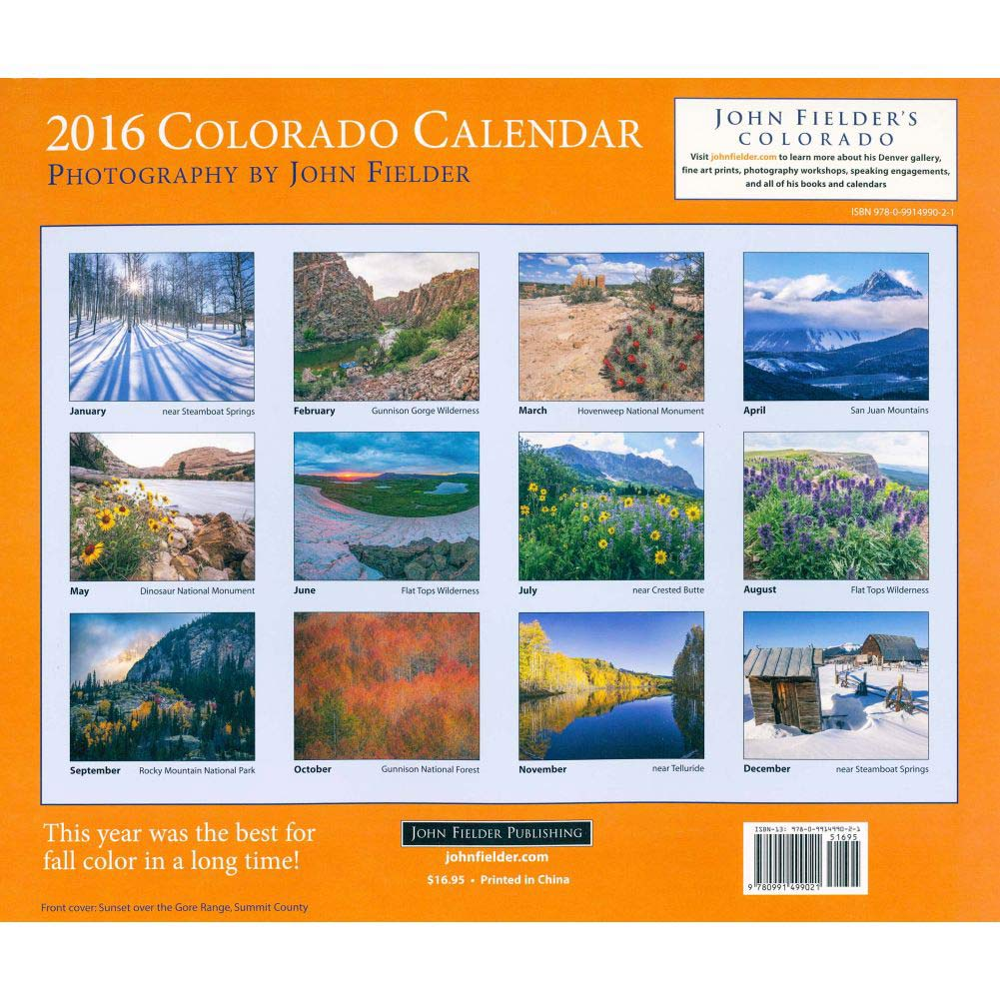 2016 COLORADO CALENDAR
PHOTOGRAPHY BY JOHN FIELDER
JOHN FIELDER'S
COLORADO
Visit johnfielder.com to learn more about his Denver gallery,
fine art prints, photography workshops, speaking engagements,
and all of his books and calendars
ISBN 978-0-9914990-2-1
January near Steamboat Springs
February Gunnison Gorge Wilderness
March Hovenweep National Monument
April San Juan Mountains
May Dinosaur National Monument
June Flat Tops Wilderness
July near Crested Butte
August Flat Tops Wilderness
September Rocky Mountain National Park
October Gunnison National Forest
November near Telluride
December near Steamboat Springs
This year was the best for
fall color in a long time!
JOHN FIELDER PUBLISHING
johnfielder.com
$16.95 • Printed in China
ISBN-13: 978-0-9914990-2-1
51695
9 780991 499021
Front cover: Sunset over the Gore Range, Summit County